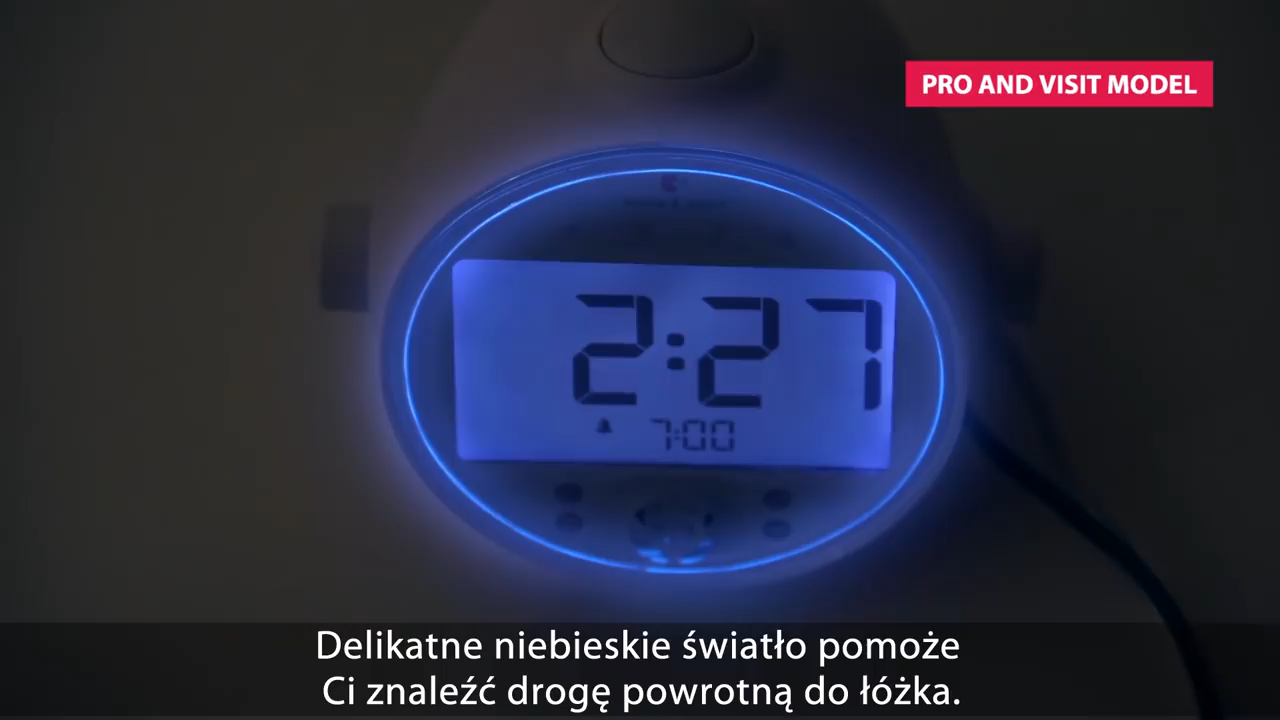 PRO AND VISIT MODEL
2:27
7:00
Delikatne niebieskie światło pomoże
Ci znaleźć drogę powrotną do łóżka.